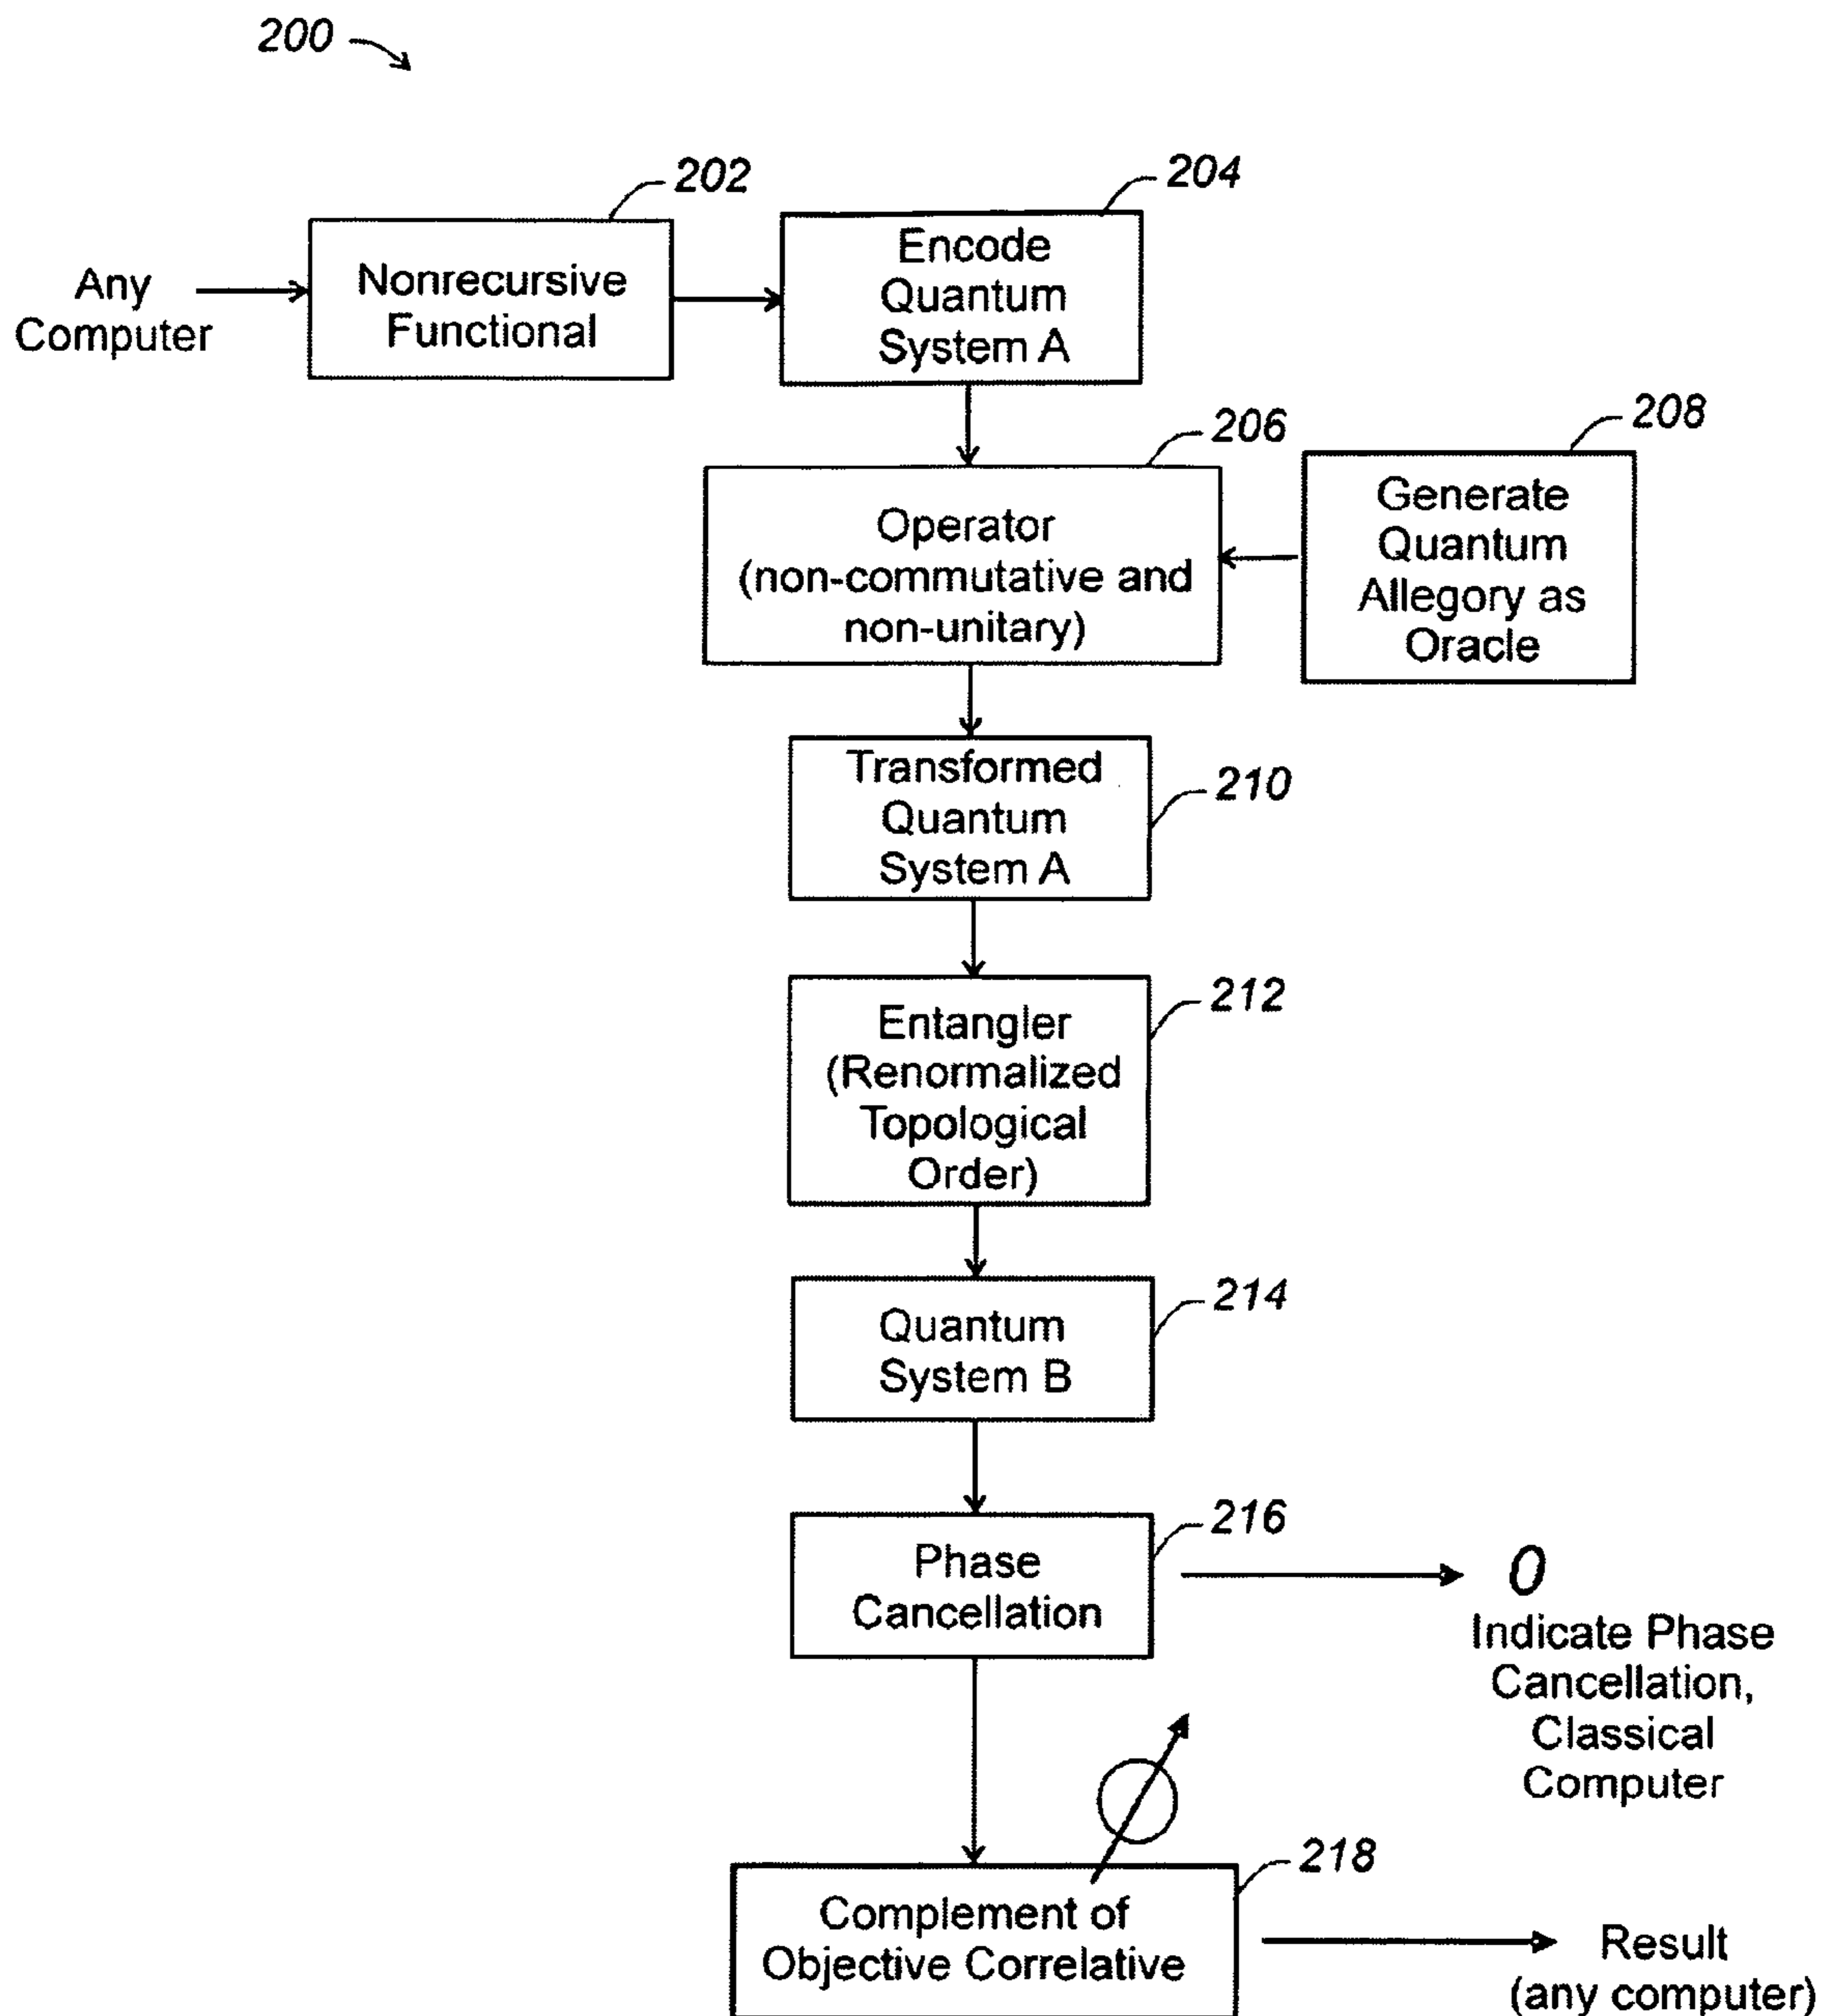 200
202
204
Any
Computer
Nonrecursive
Functional
Encode
Quantum
System A
206
208
Operator
(non-commutative and
non-unitary)
Generate
Quantum
Allegory as
Oracle
Transformed
Quantum
System A
210
Entangler
(Renormalized
Topological
Order)
212
Quantum
System B
214
Phase
Cancellation
216
0
Indicate Phase
Cancellation,
Classical
Computer
Complement of
Objective Correlative
218
Result
(any computer)